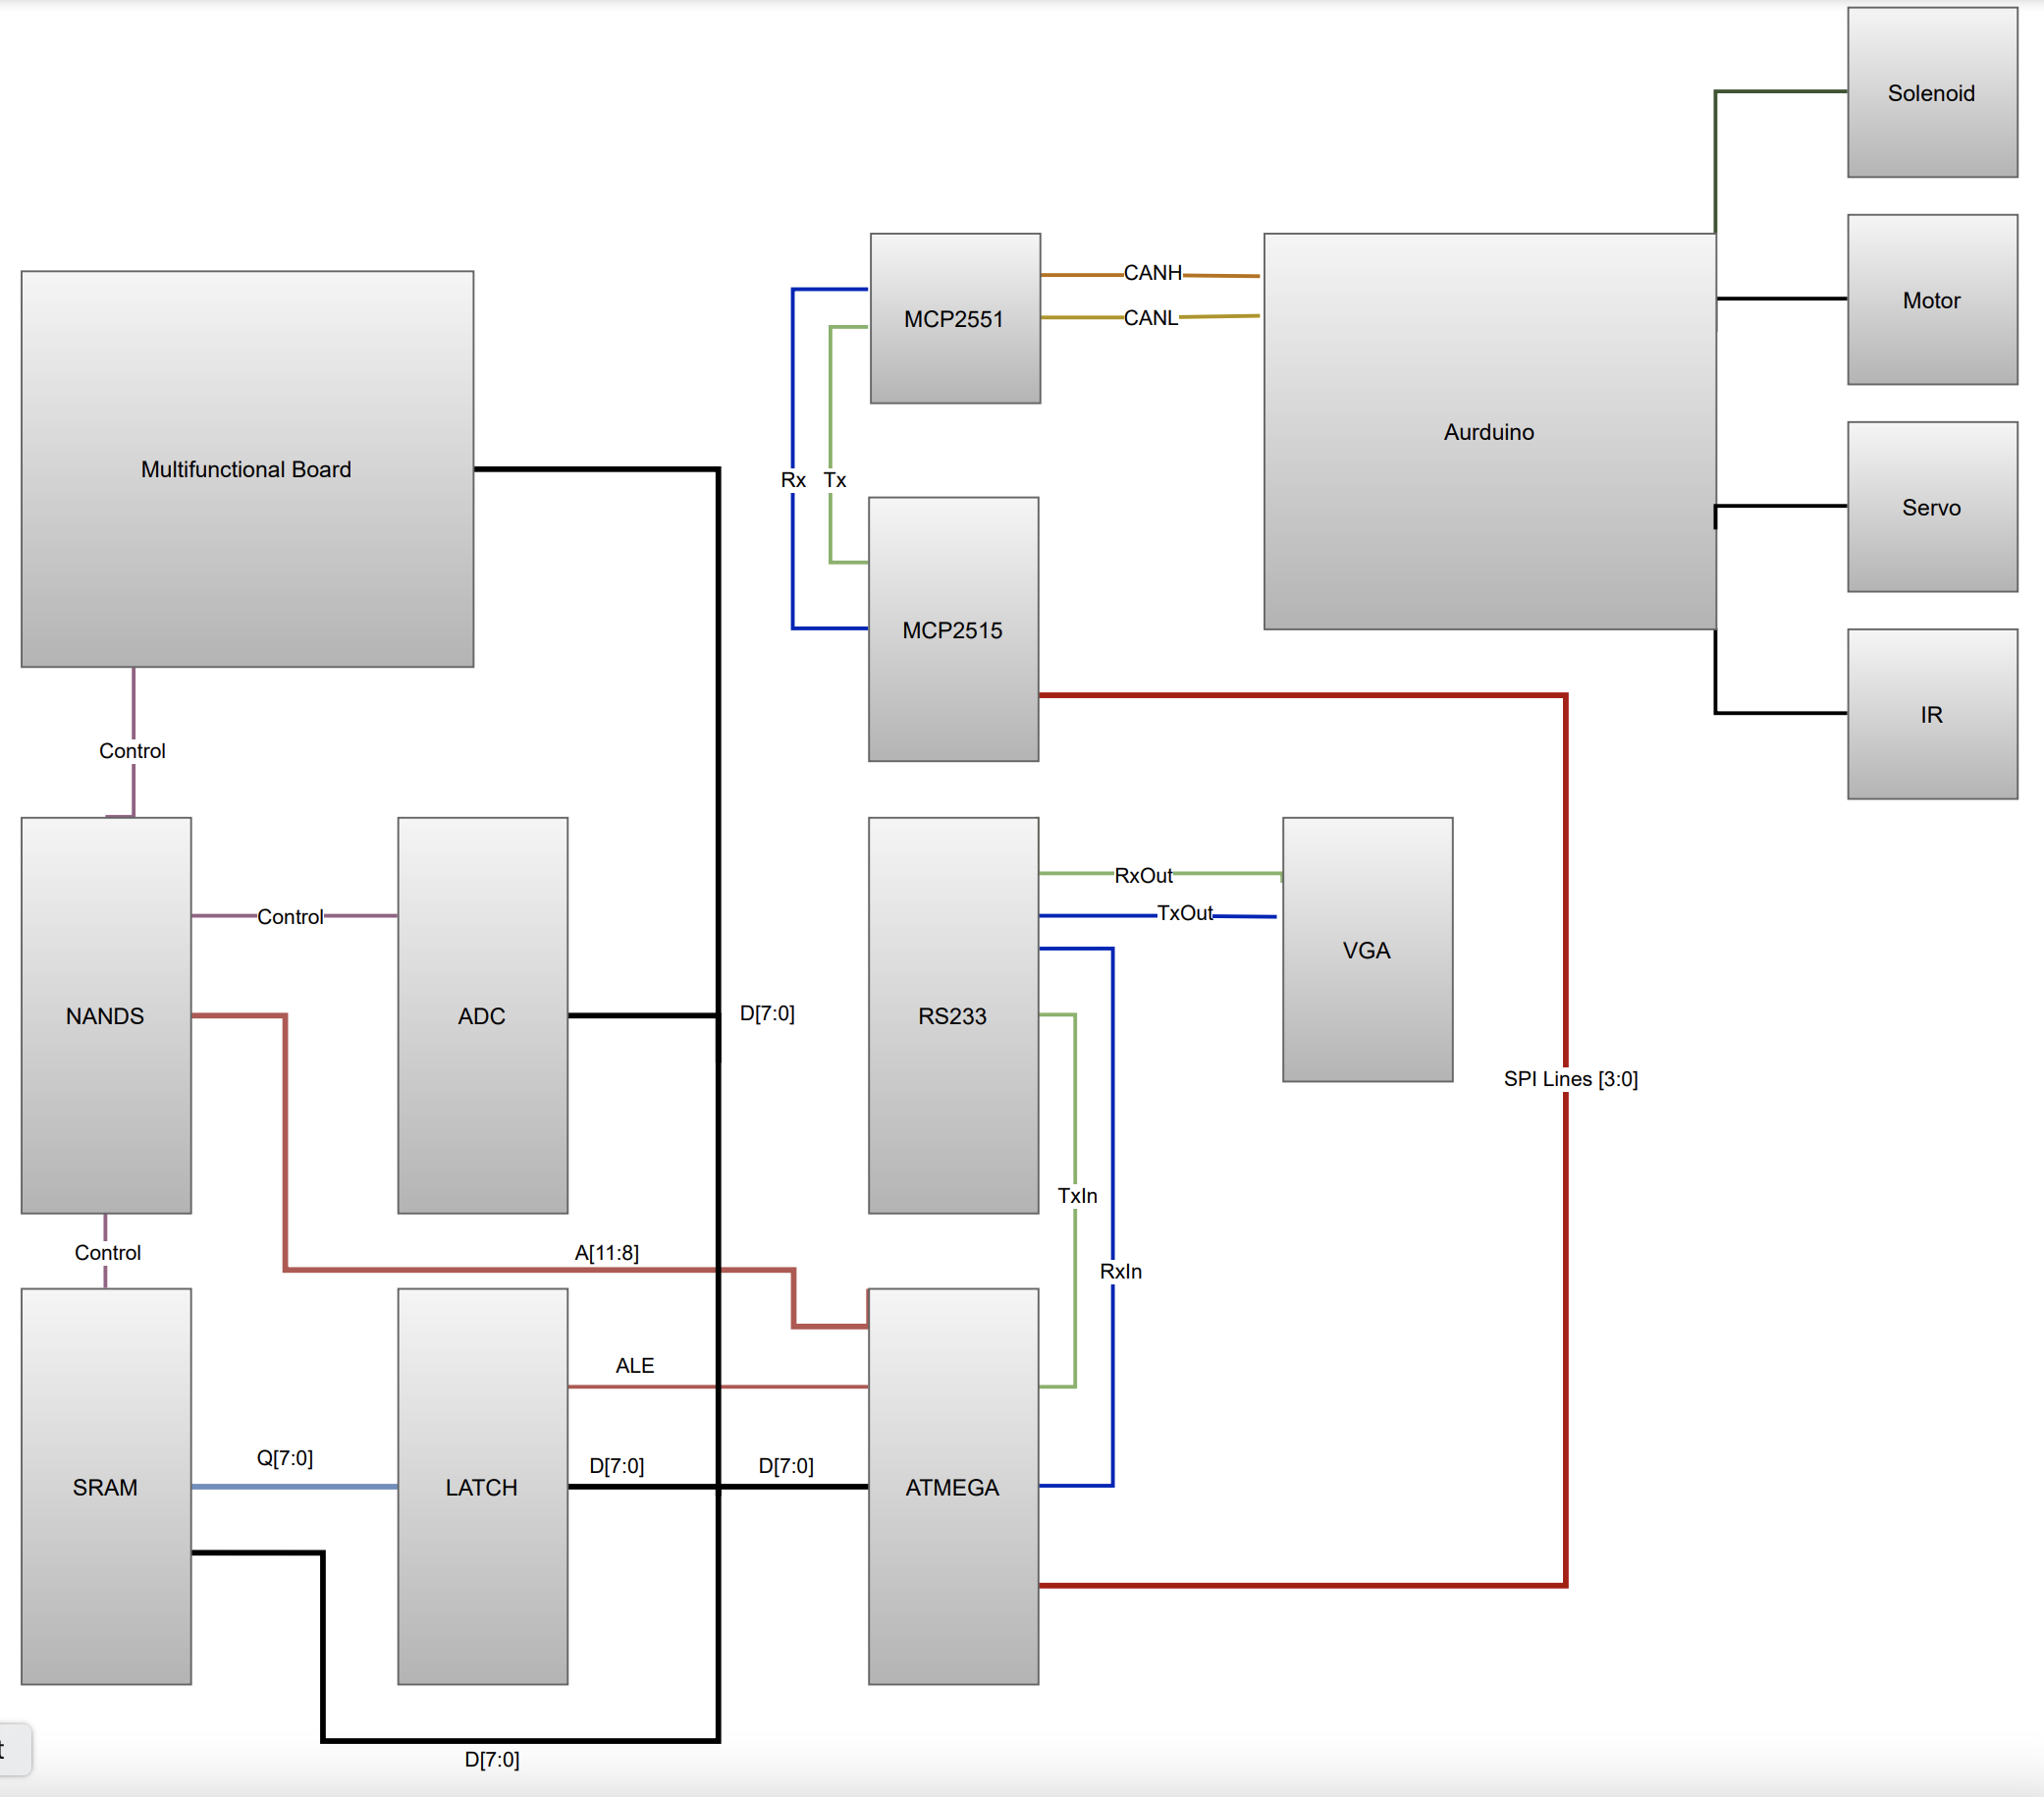 Solenoid
CANH
MCP2551
CANL
Motor
Aurduino
Multifunctional Board
Rx
Tx
Servo
MCP2515
IR
Control
RxOut
Control
TxOut
VGA
NANDS
ADC
D[7:0]
RS233
SPI Lines [3:0]
TxIn
Control
A[11:8]
RxIn
ALE
Q[7:0]
D[7:0]
D[7:0]
SRAM
LATCH
ATMEGA
t
D[7:0]